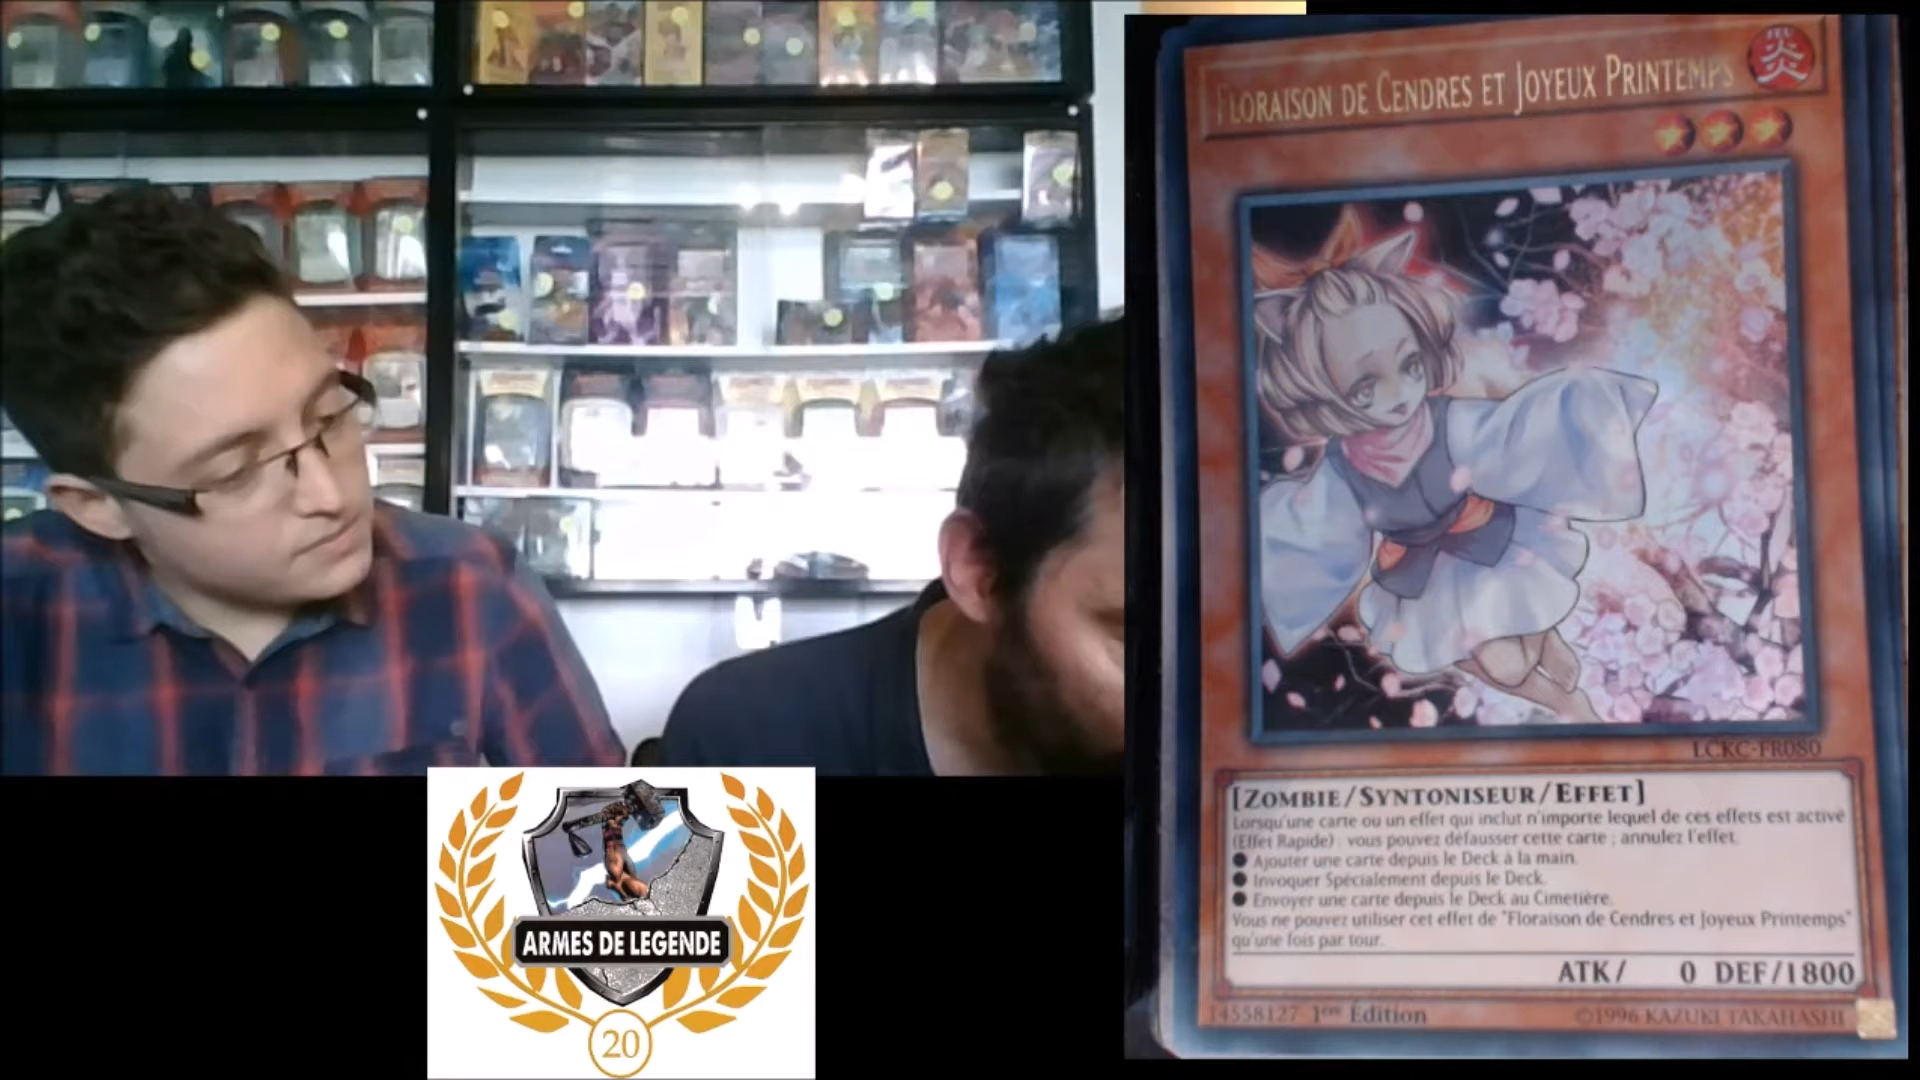 FLORAISON DE CENDRES ET JOYEUX PRINTEMPS
FEU
炎
LCKC-FR080
[ZOMBIE/SYNTONISEUR/EFFET]
Lorsqu'une carte ou un effet qui inclut n'importe lequel de ces effets est activé
(Effet Rapide) : vous pouvez défausser cette carte ; annulez l'effet.
● Ajouter une carte depuis le Deck à la main.
● Invoquer Spécialement depuis le Deck.
● Envoyer une carte depuis le Deck au Cimetière.
Vous ne pouvez utiliser cet effet de "Floraison de Cendres et Joyeux Printemps"
qu'une fois par tour.
ATK/ 0 DEF/1800
14558127 1ère Édition ©1996 KAZUKI TAKAHASHI
ARMES DE LEGENDE
20